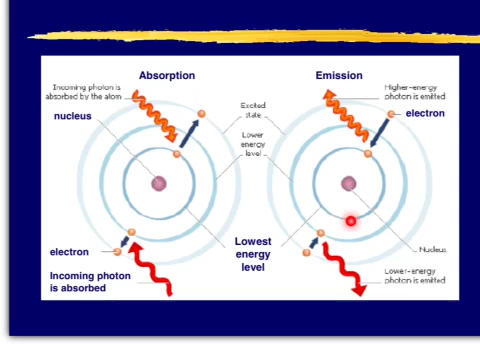 Absorption
Emission
Incoming photon is
absorbed by the atom
Higher-energy
photon is emitted
nucleus
electron
Excited
state
Lower
energy
level
Lowest
energy
level
Nucleus
electron
Incoming photon
is absorbed
Lower-energy
photon is emitted